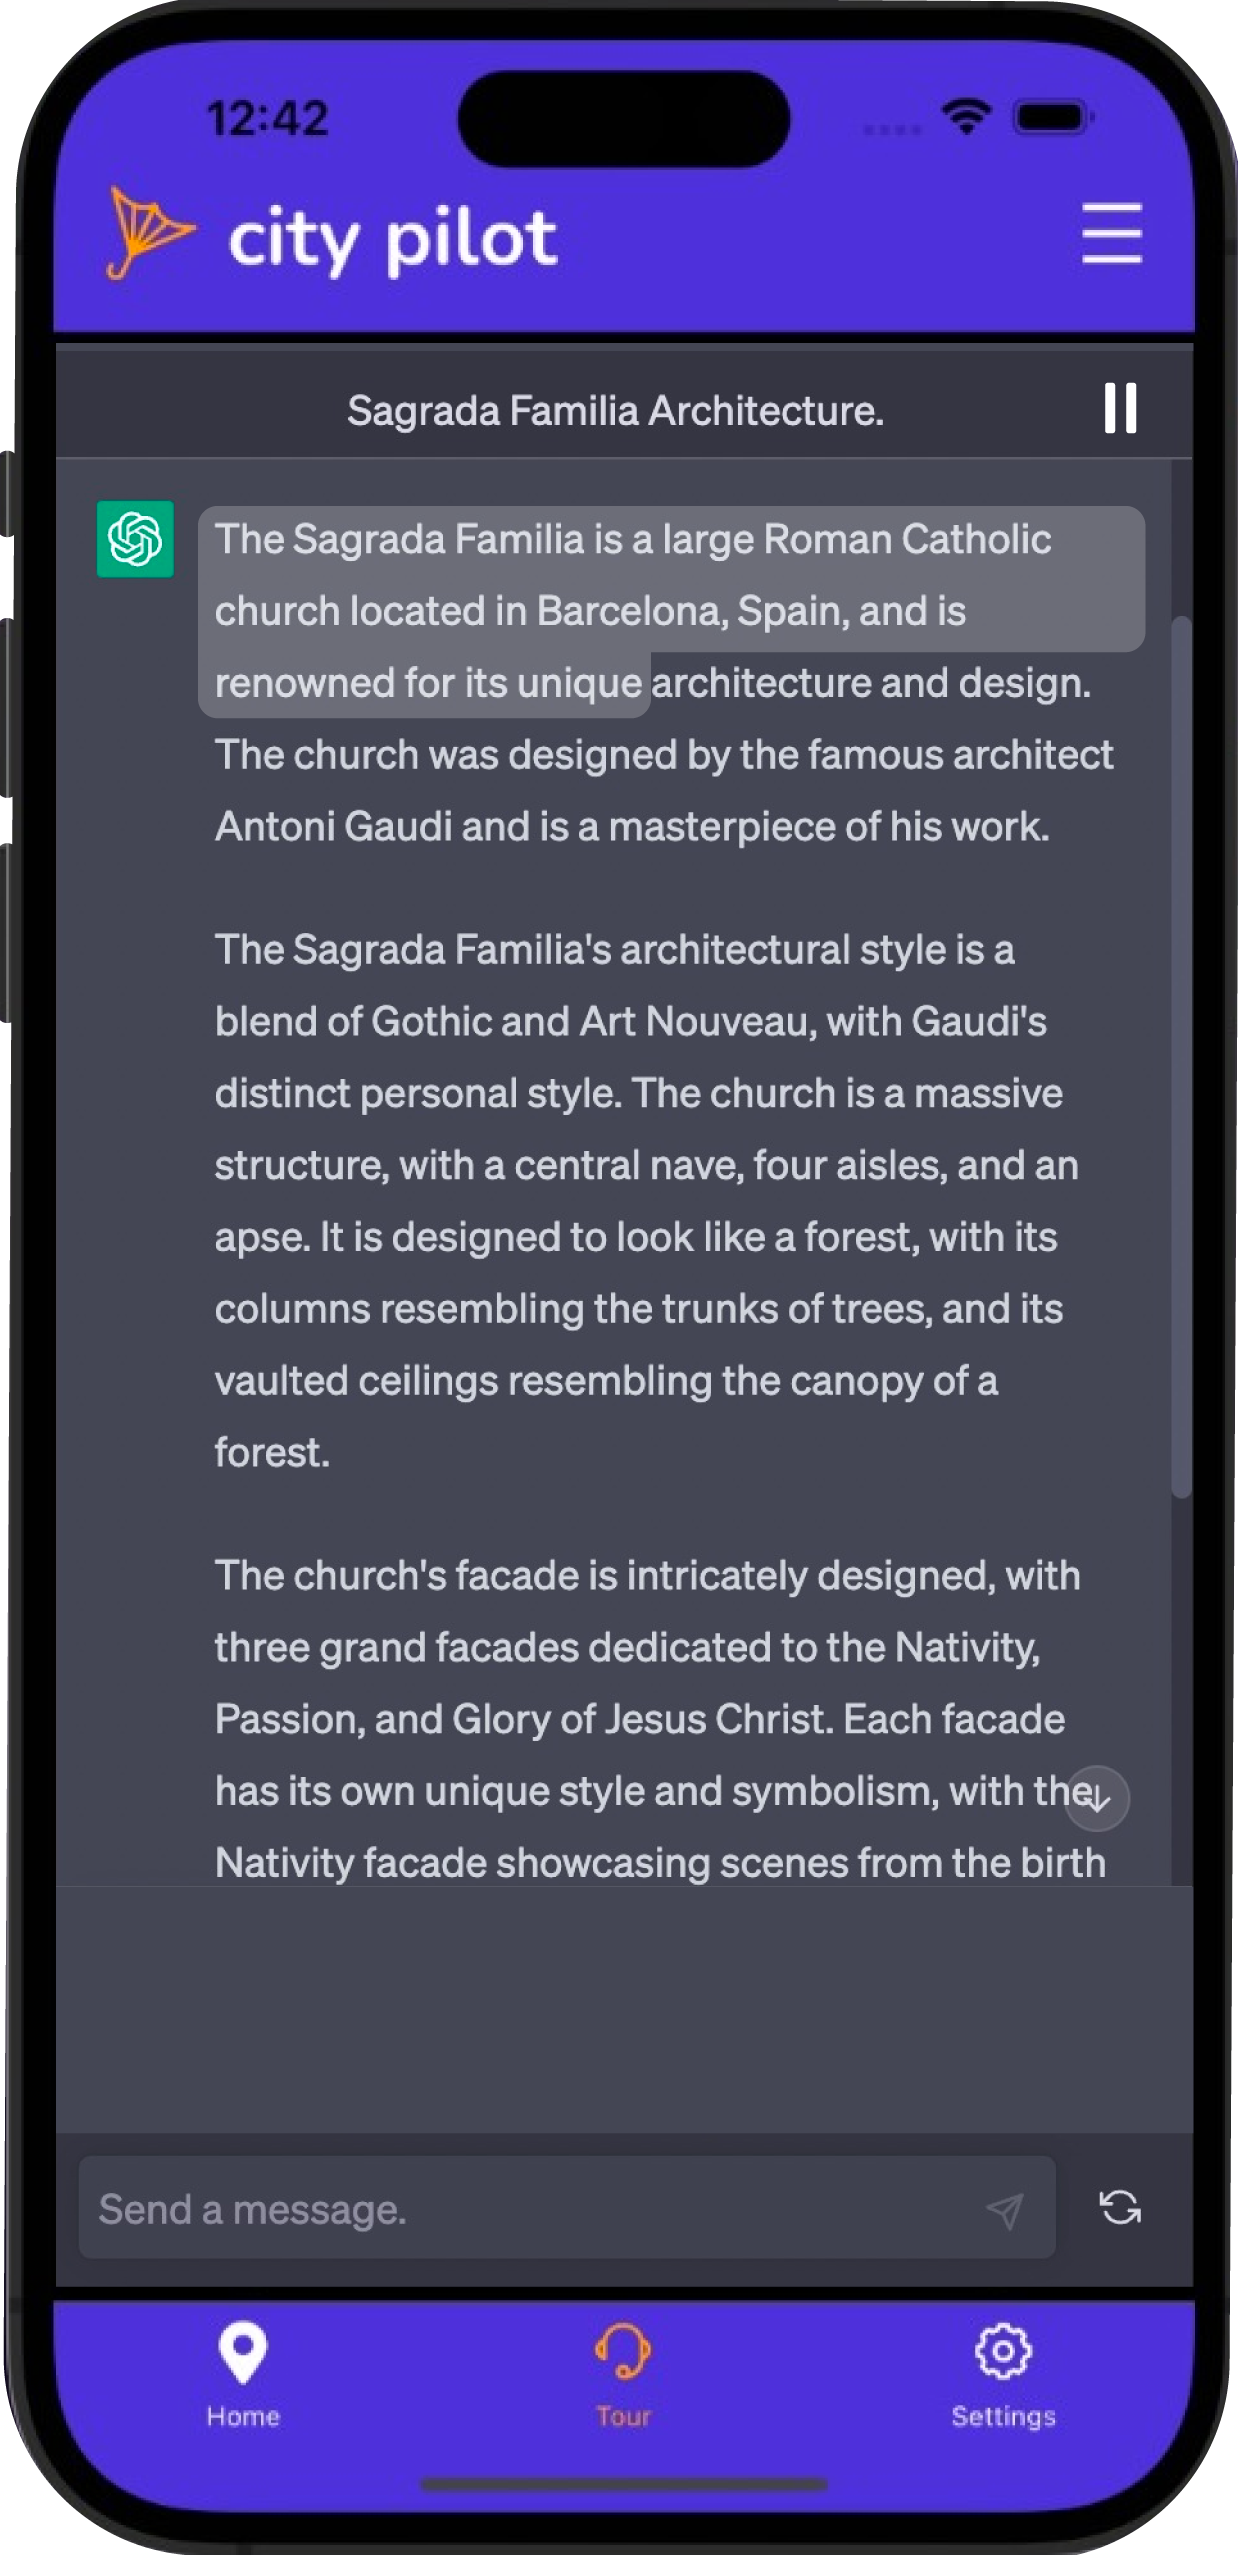 12:42
city pilot
Sagrada Familia Architecture.
The Sagrada Familia is a large Roman Catholic
church located in Barcelona, Spain, and is
renowned for its unique architecture and design.
The church was designed by the famous architect
Antoni Gaudi and is a masterpiece of his work.
The Sagrada Familia's architectural style is a
blend of Gothic and Art Nouveau, with Gaudi's
distinct personal style. The church is a massive
structure, with a central nave, four aisles, and an
apse. It is designed to look like a forest, with its
columns resembling the trunks of trees, and its
vaulted ceilings resembling the canopy of a
forest.
The church's facade is intricately designed, with
three grand facades dedicated to the Nativity,
Passion, and Glory of Jesus Christ. Each facade
has its own unique style and symbolism, with the
Nativity facade showcasing scenes from the birth
Send a message.
Home
Tour
Settings